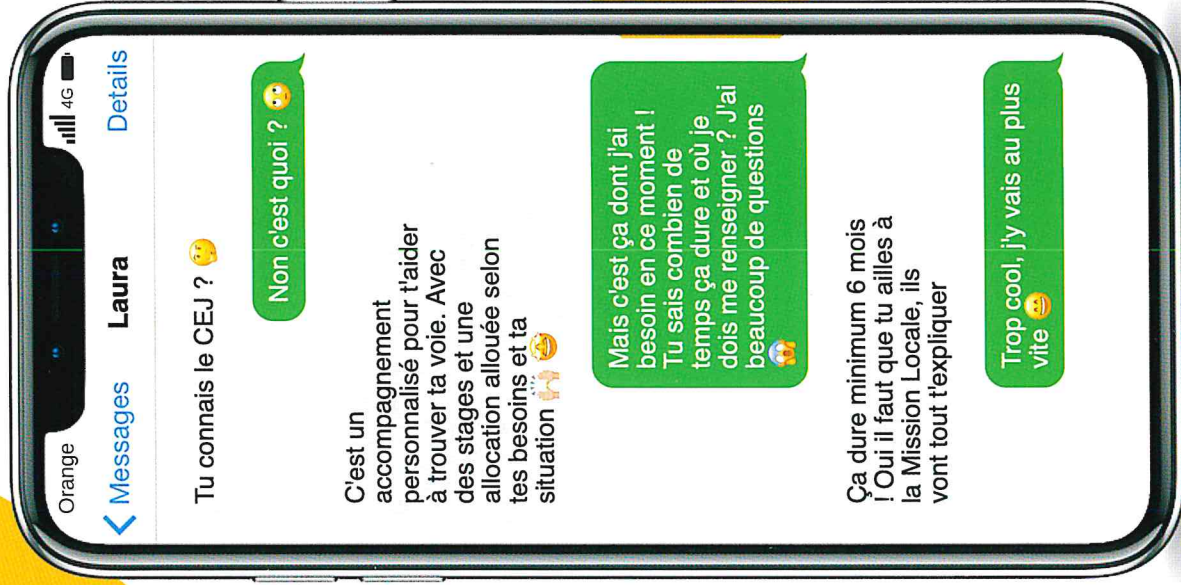 Orange 4G
Messages Laura Details
Tu connais le CEJ ? 🤔
Non c'est quoi ? 🙄
C'est un
accompagnement
personnalisé pour t'aider
à trouver ta voie. Avec
des stages et une
allocation allouée selon
tes besoins et ta
situation 🙌🏻🤩
Mais c'est ça dont j'ai
besoin en ce moment !
Tu sais combien de
temps ça dure et où je
dois me renseigner ? J'ai
beaucoup de questions
😱
Ça dure minimum 6 mois
! Oui il faut que tu ailles à
la Mission Locale, ils
vont tout t'expliquer
Trop cool, j'y vais au plus
vite 😄